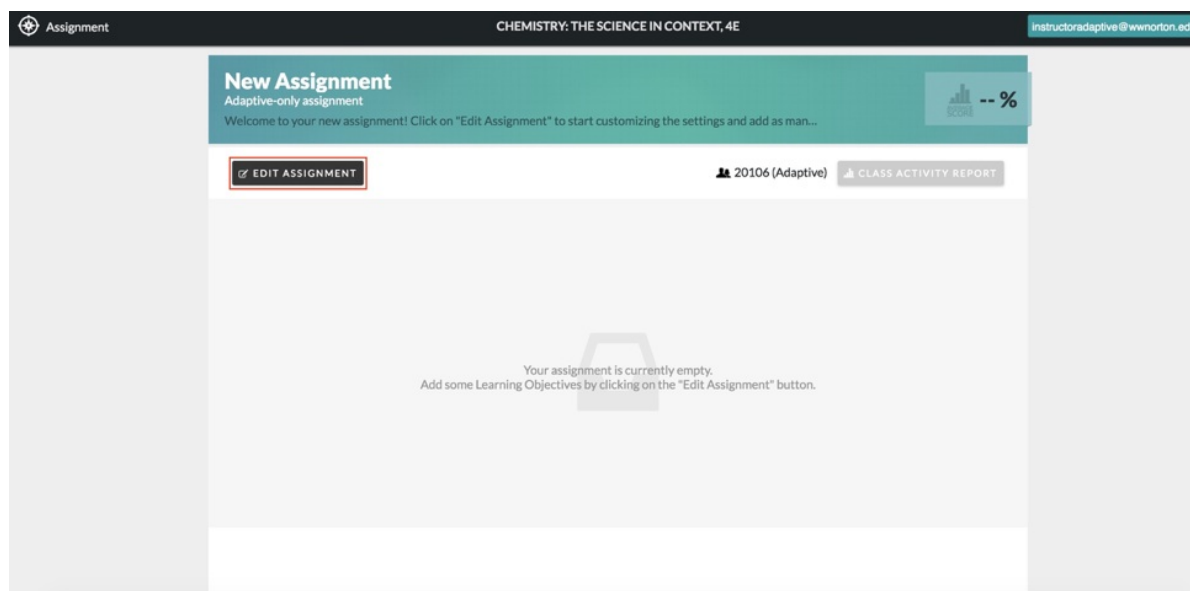 Assignment
CHEMISTRY: THE SCIENCE IN CONTEXT, 4E
instructoradaptive@wwnorton.ed
New Assignment
Adaptive-only assignment
Welcome to your new assignment! Click on "Edit Assignment" to start customizing the settings and add as man...
-- %
SCORE
EDIT ASSIGNMENT
20106 (Adaptive)
CLASS ACTIVITY REPORT
Your assignment is currently empty.
Add some Learning Objectives by clicking on the "Edit Assignment" button.